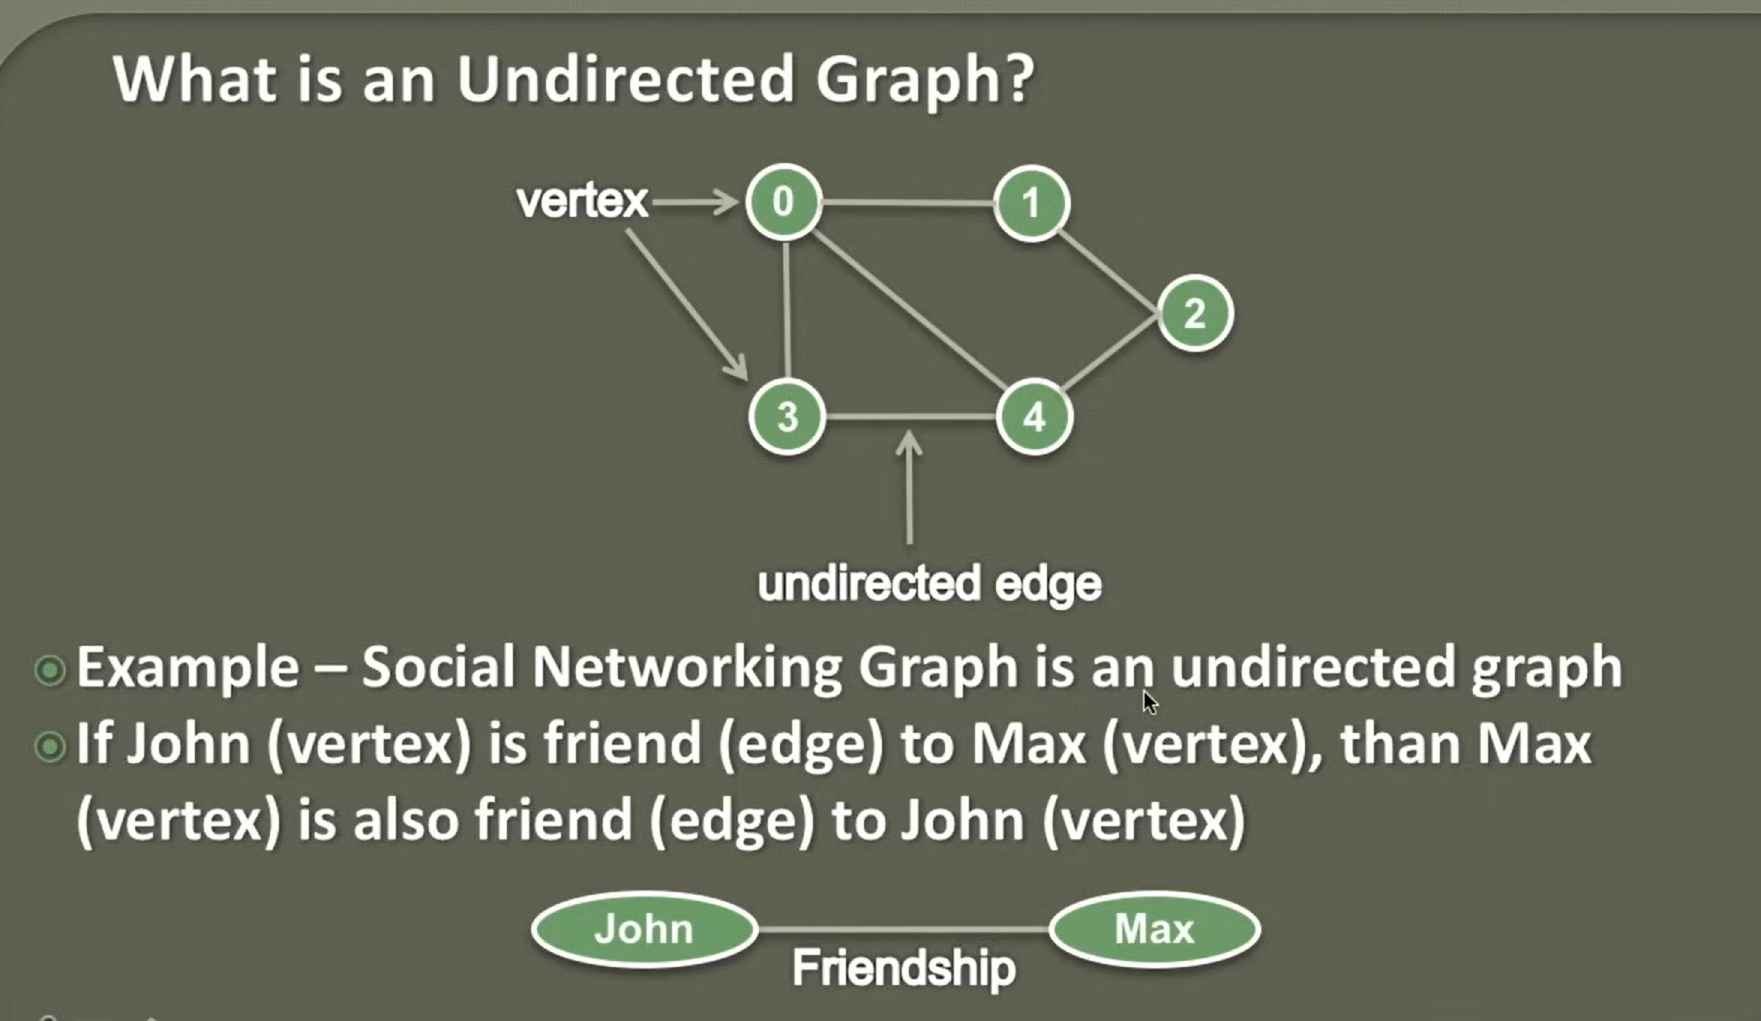 What is an Undirected Graph?
vertex
0
1
2
3
4
undirected edge
Example – Social Networking Graph is an undirected graph
If John (vertex) is friend (edge) to Max (vertex), than Max
(vertex) is also friend (edge) to John (vertex)
John
Max
Friendship